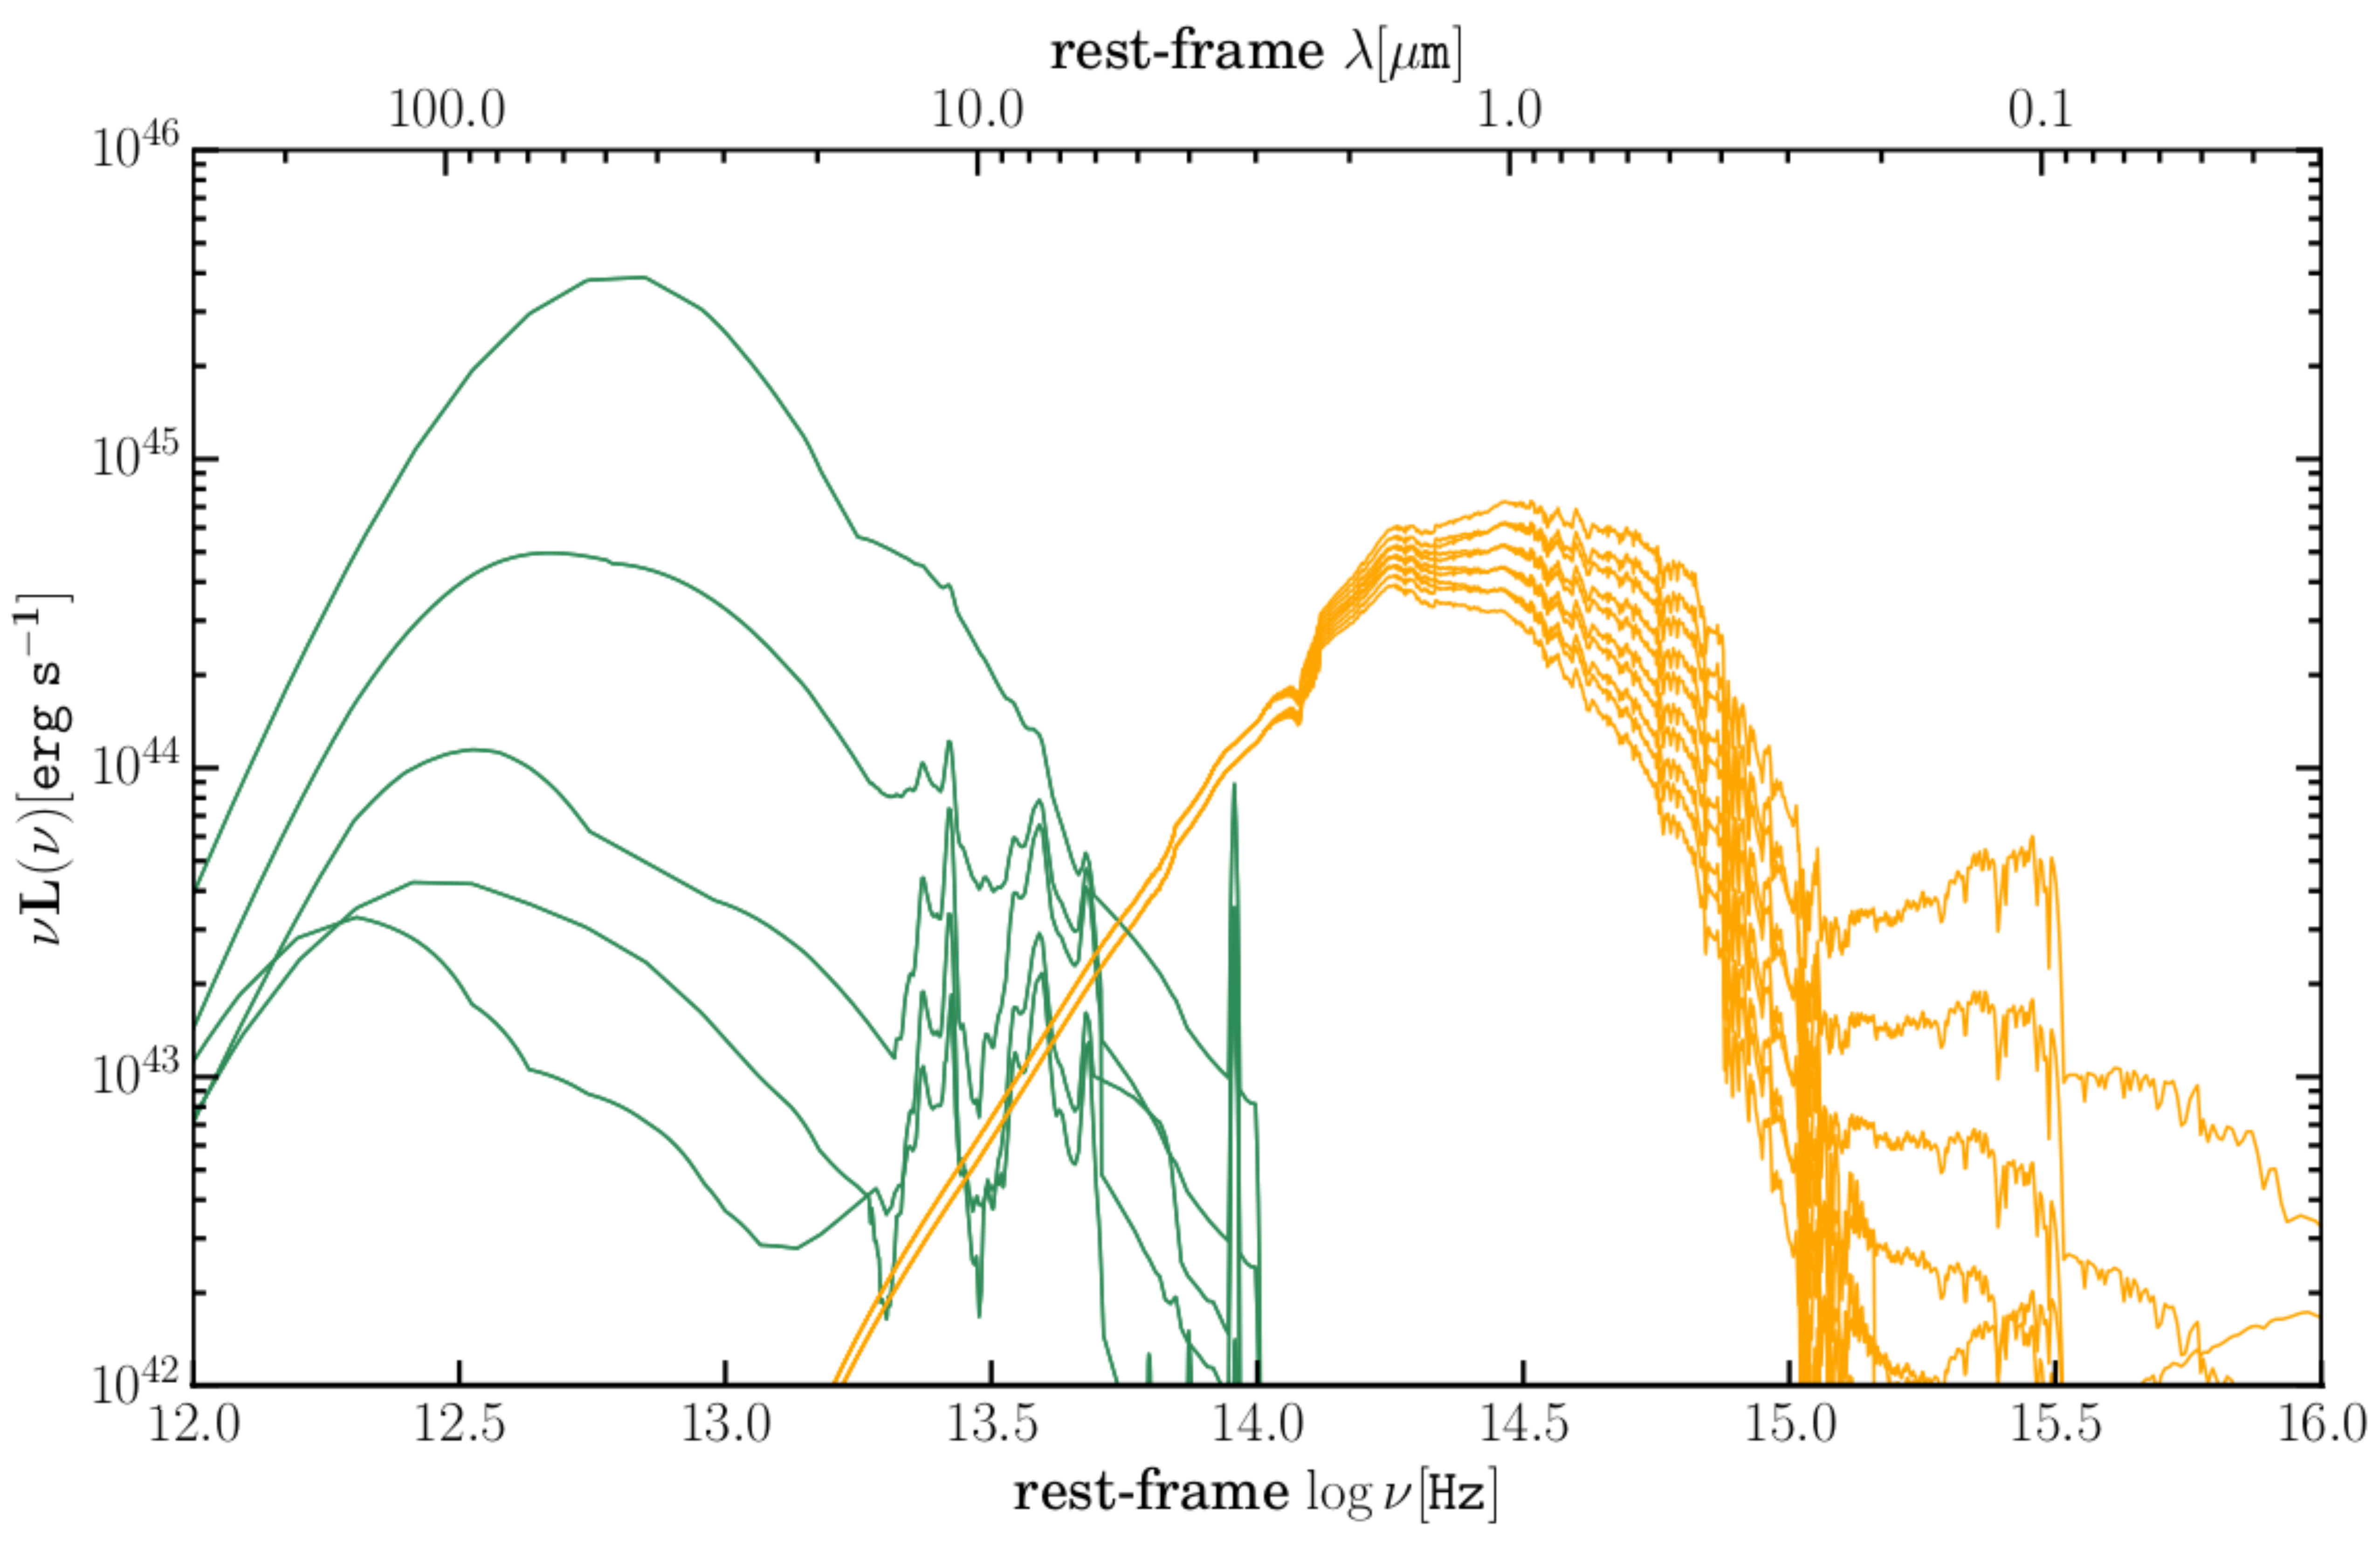 rest-frame λ[μm]
100.0 10.0 1.0 0.1
10^46
10^45
10^44
10^43
10^42
νL(ν)[erg s^−1]
12.0 12.5 13.0 13.5 14.0 14.5 15.0 15.5 16.0
rest-frame log ν[Hz]